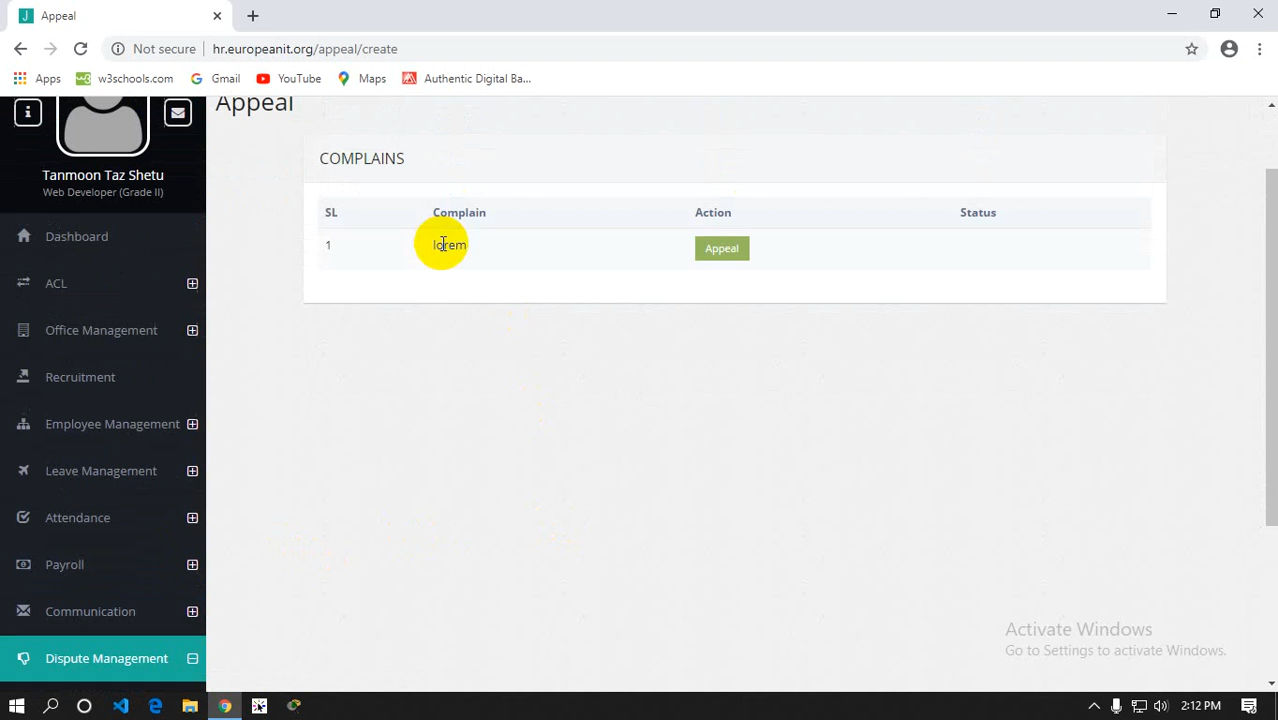 Appeal
Not secure hr.europeanit.org/appeal/create
Apps w3schools.com Gmail YouTube Maps Authentic Digital Ba...
Appeal
Tanmoon Taz Shetu
Web Developer (Grade II)
Dashboard
ACL
Office Management
Recruitment
Employee Management
Leave Management
Attendance
Payroll
Communication
Dispute Management
COMPLAINS
SL Complain Action Status
1 lorem Appeal
Activate Windows
Go to Settings to activate Windows.
2:12 PM